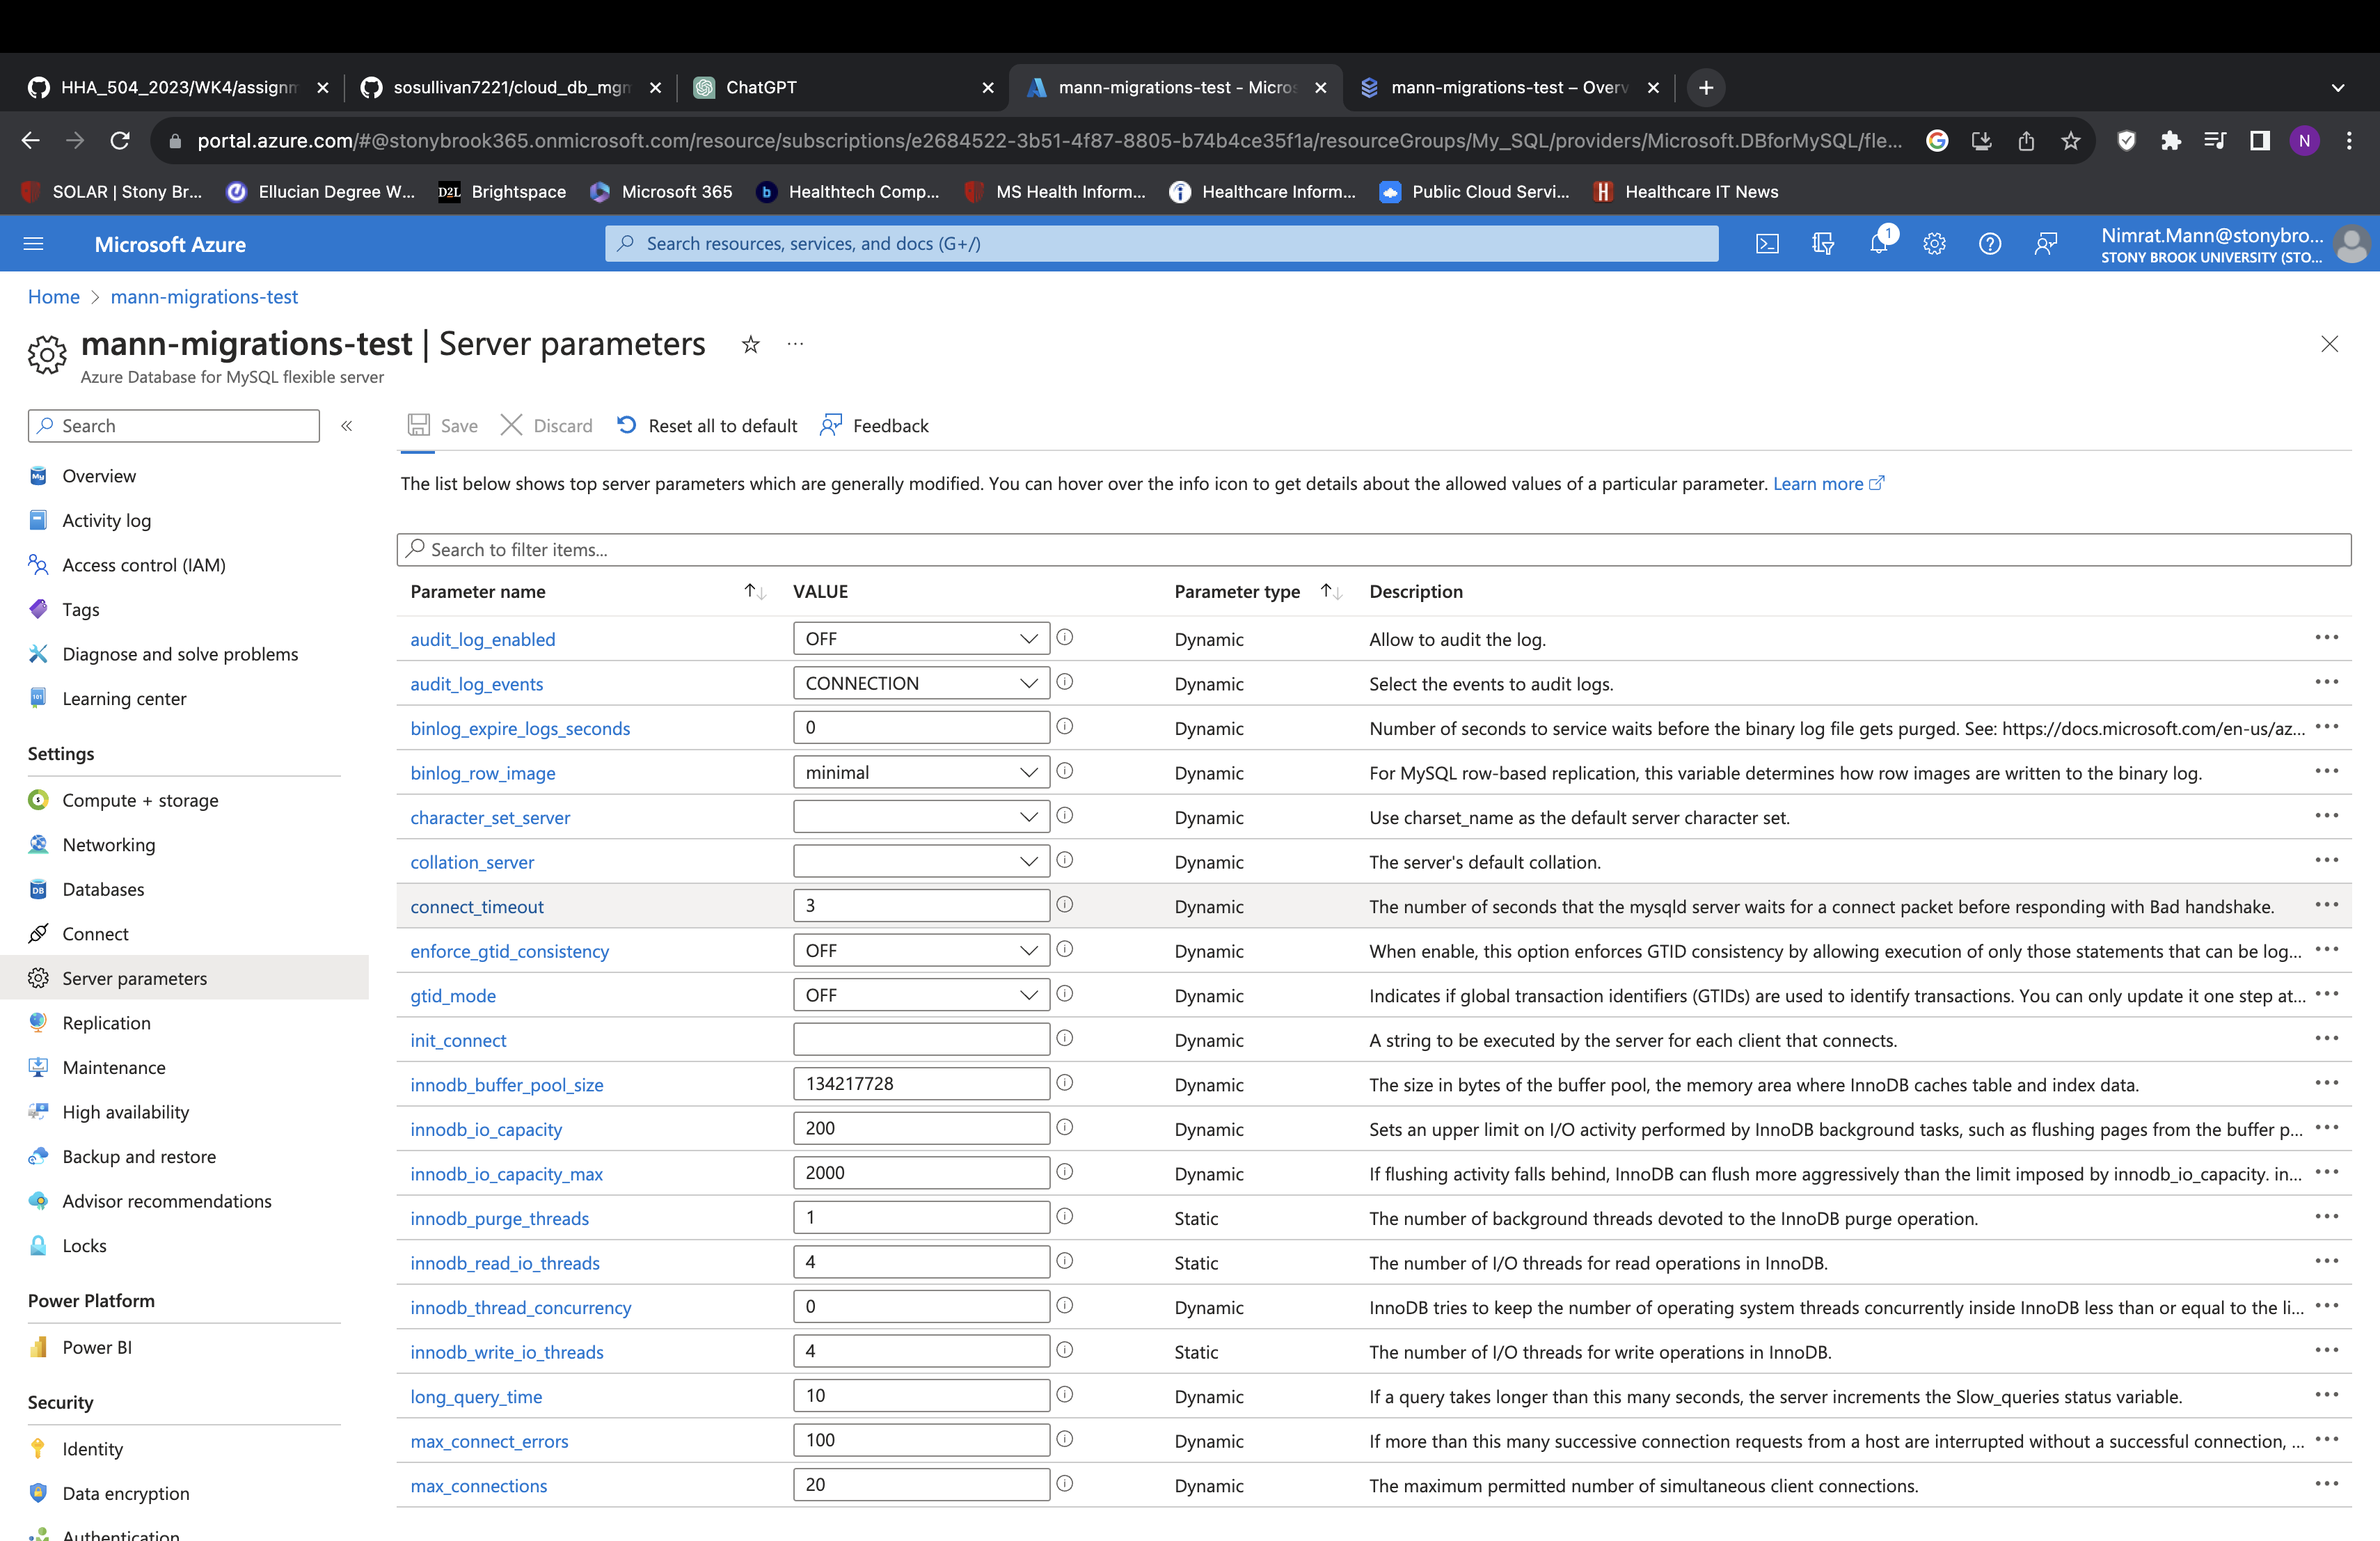 HHA_504_2023/WK4/assignm
sosullivan7221/cloud_db_mgm
ChatGPT
mann-migrations-test - Micros
mann-migrations-test – Overv
portal.azure.com/#@stonybrook365.onmicrosoft.com/resource/subscriptions/e2684522-3b51-4f87-8805-b74b4ce35f1a/resourceGroups/My_SQL/providers/Microsoft.DBforMySQL/fle...
N
SOLAR | Stony Br...
Ellucian Degree W...
D2L Brightspace
Microsoft 365
b Healthtech Comp...
MS Health Inform...
Healthcare Inform...
Public Cloud Servi...
H Healthcare IT News
Microsoft Azure
Search resources, services, and docs (G+/)
1
Nimrat.Mann@stonybro...
STONY BROOK UNIVERSITY (STO...
Home > mann-migrations-test
mann-migrations-test | Server parameters
Azure Database for MySQL flexible server
Search
Overview
Activity log
Access control (IAM)
Tags
Diagnose and solve problems
Learning center
Settings
Compute + storage
Networking
Databases
Connect
Server parameters
Replication
Maintenance
High availability
Backup and restore
Advisor recommendations
Locks
Power Platform
Power BI
Security
Identity
Data encryption
Authentication
Save Discard Reset all to default Feedback
The list below shows top server parameters which are generally modified. You can hover over the info icon to get details about the allowed values of a particular parameter. Learn more
Search to filter items...
Parameter name VALUE Parameter type Description
audit_log_enabled OFF Dynamic Allow to audit the log.
audit_log_events CONNECTION Dynamic Select the events to audit logs.
binlog_expire_logs_seconds 0 Dynamic Number of seconds to service waits before the binary log file gets purged. See: https://docs.microsoft.com/en-us/az...
binlog_row_image minimal Dynamic For MySQL row-based replication, this variable determines how row images are written to the binary log.
character_set_server Dynamic Use charset_name as the default server character set.
collation_server Dynamic The server's default collation.
connect_timeout 3 Dynamic The number of seconds that the mysqld server waits for a connect packet before responding with Bad handshake.
enforce_gtid_consistency OFF Dynamic When enable, this option enforces GTID consistency by allowing execution of only those statements that can be log...
gtid_mode OFF Dynamic Indicates if global transaction identifiers (GTIDs) are used to identify transactions. You can only update it one step at...
init_connect Dynamic A string to be executed by the server for each client that connects.
innodb_buffer_pool_size 134217728 Dynamic The size in bytes of the buffer pool, the memory area where InnoDB caches table and index data.
innodb_io_capacity 200 Dynamic Sets an upper limit on I/O activity performed by InnoDB background tasks, such as flushing pages from the buffer p...
innodb_io_capacity_max 2000 Dynamic If flushing activity falls behind, InnoDB can flush more aggressively than the limit imposed by innodb_io_capacity. in...
innodb_purge_threads 1 Static The number of background threads devoted to the InnoDB purge operation.
innodb_read_io_threads 4 Static The number of I/O threads for read operations in InnoDB.
innodb_thread_concurrency 0 Dynamic InnoDB tries to keep the number of operating system threads concurrently inside InnoDB less than or equal to the li...
innodb_write_io_threads 4 Static The number of I/O threads for write operations in InnoDB.
long_query_time 10 Dynamic If a query takes longer than this many seconds, the server increments the Slow_queries status variable.
max_connect_errors 100 Dynamic If more than this many successive connection requests from a host are interrupted without a successful connection, ...
max_connections 20 Dynamic The maximum permitted number of simultaneous client connections.